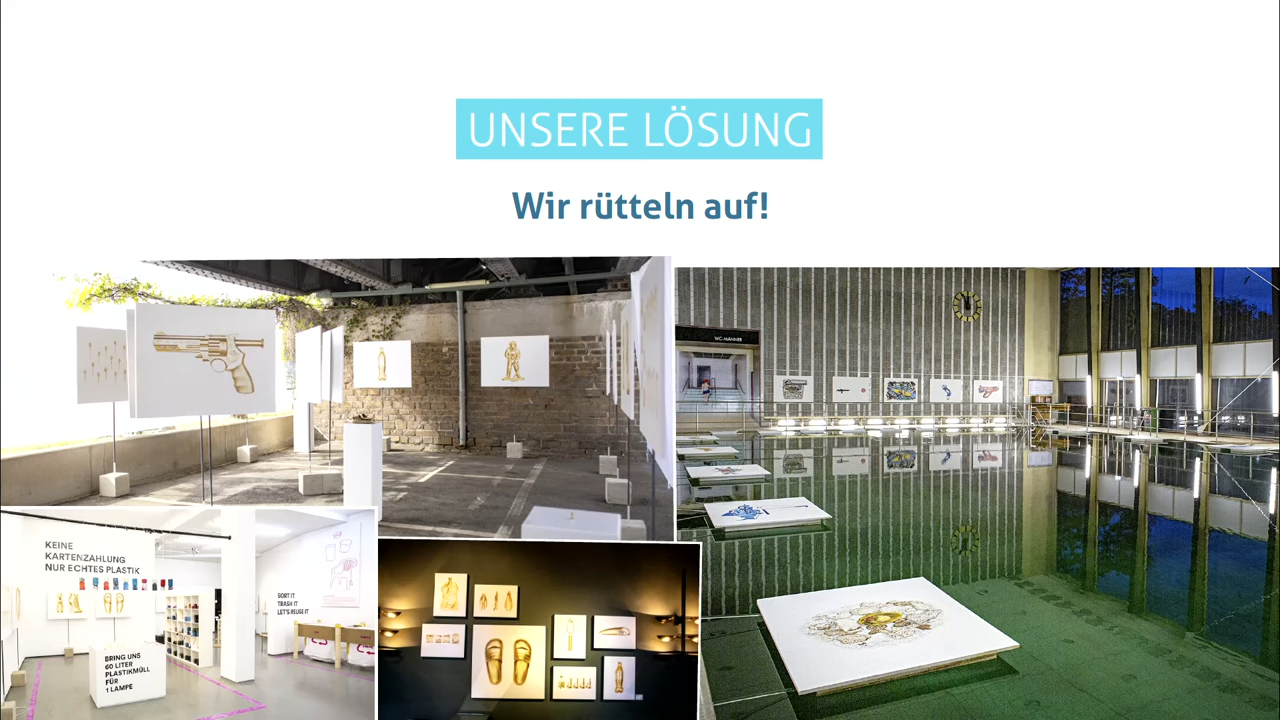 UNSERE LÖSUNG
Wir rütteln auf!
WC-MÄNNER
KEINE
KARTENZAHLUNG
NUR ECHTES PLASTIK
SORT IT
TRASH IT
LET'S REUSE IT
BRING UNS
60 LITER
PLASTIKMÜLL
FÜR
1 LAMPE